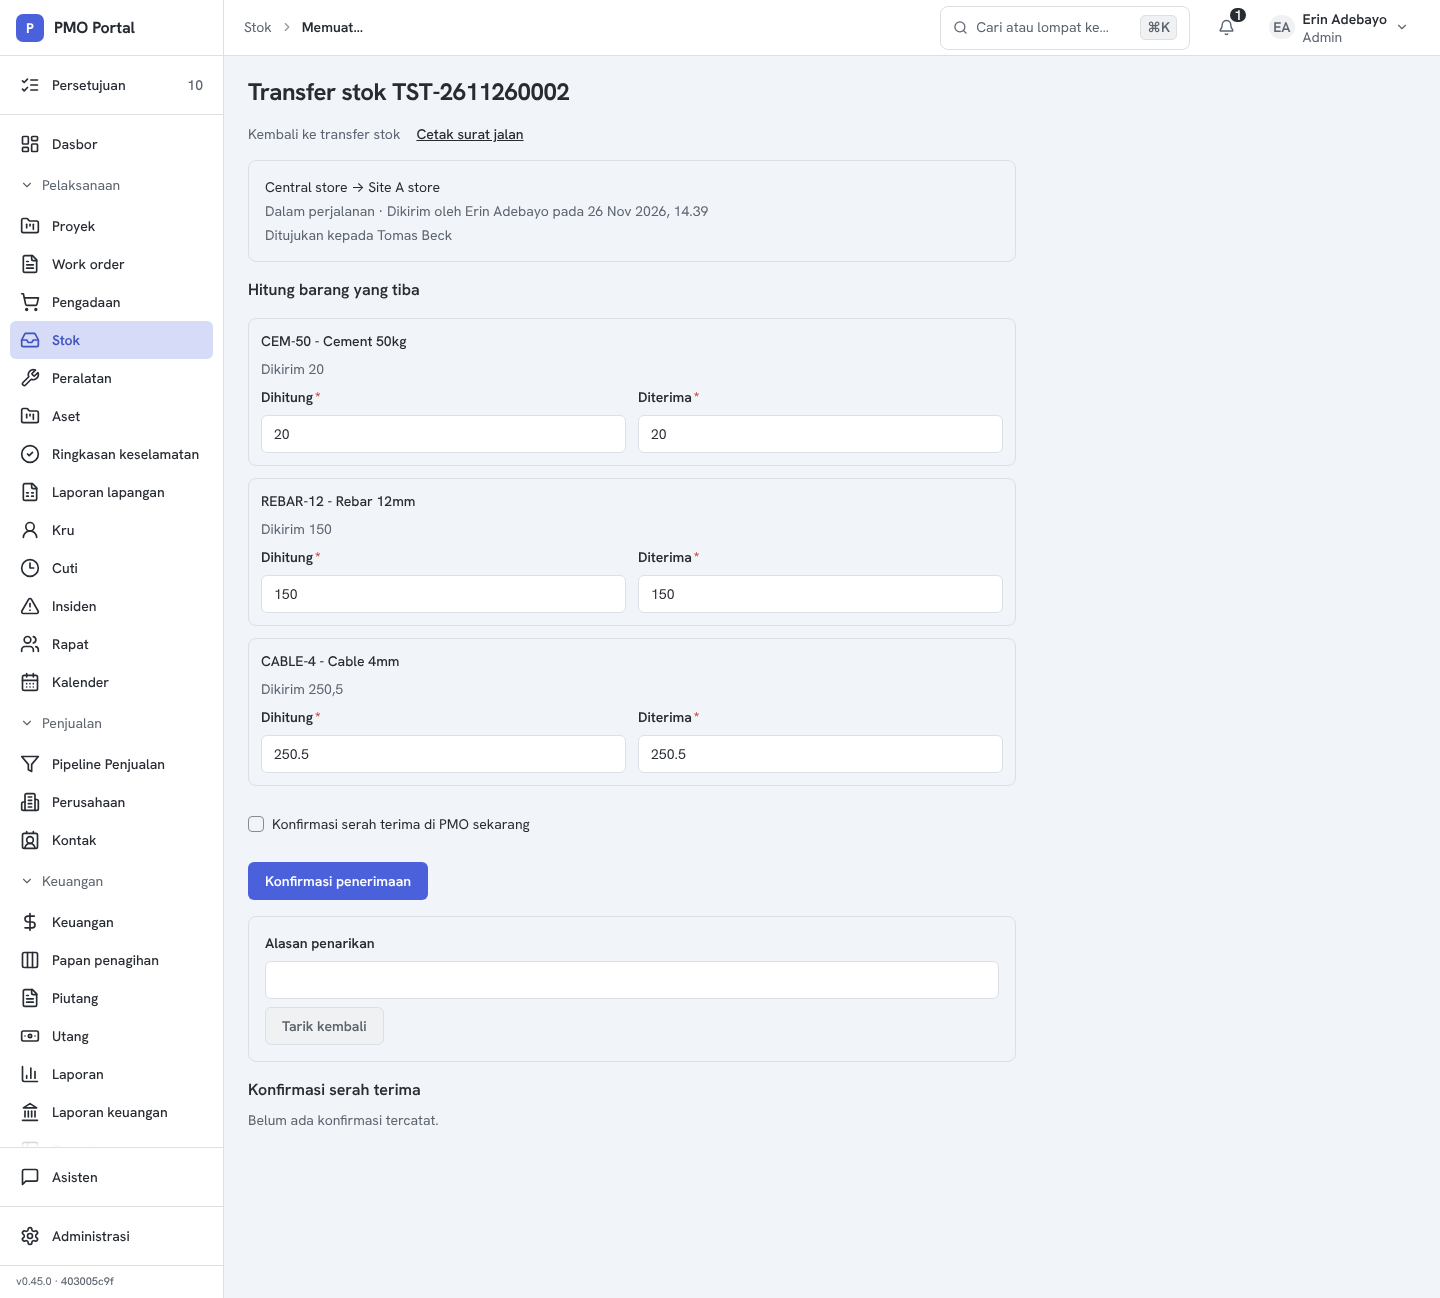 P PMO Portal
Stok > Memuat...
Cari atau lompat ke... ⌘K
1
EA Erin Adebayo
Admin
Persetujuan 10
Dasbor
Pelaksanaan
Proyek
Work order
Pengadaan
Stok
Peralatan
Aset
Ringkasan keselamatan
Laporan lapangan
Kru
Cuti
Insiden
Rapat
Kalender
Penjualan
Pipeline Penjualan
Perusahaan
Kontak
Keuangan
Keuangan
Papan penagihan
Piutang
Utang
Laporan
Laporan keuangan
Asisten
Administrasi
v0.45.0 · 403005c9f
Transfer stok TST-2611260002
Kembali ke transfer stok Cetak surat jalan
Central store → Site A store
Dalam perjalanan · Dikirim oleh Erin Adebayo pada 26 Nov 2026, 14.39
Ditujukan kepada Tomas Beck
Hitung barang yang tiba
CEM-50 - Cement 50kg
Dikirim 20
Dihitung* Diterima*
20 20
REBAR-12 - Rebar 12mm
Dikirim 150
Dihitung* Diterima*
150 150
CABLE-4 - Cable 4mm
Dikirim 250,5
Dihitung* Diterima*
250.5 250.5
Konfirmasi serah terima di PMO sekarang
Konfirmasi penerimaan
Alasan penarikan
Tarik kembali
Konfirmasi serah terima
Belum ada konfirmasi tercatat.